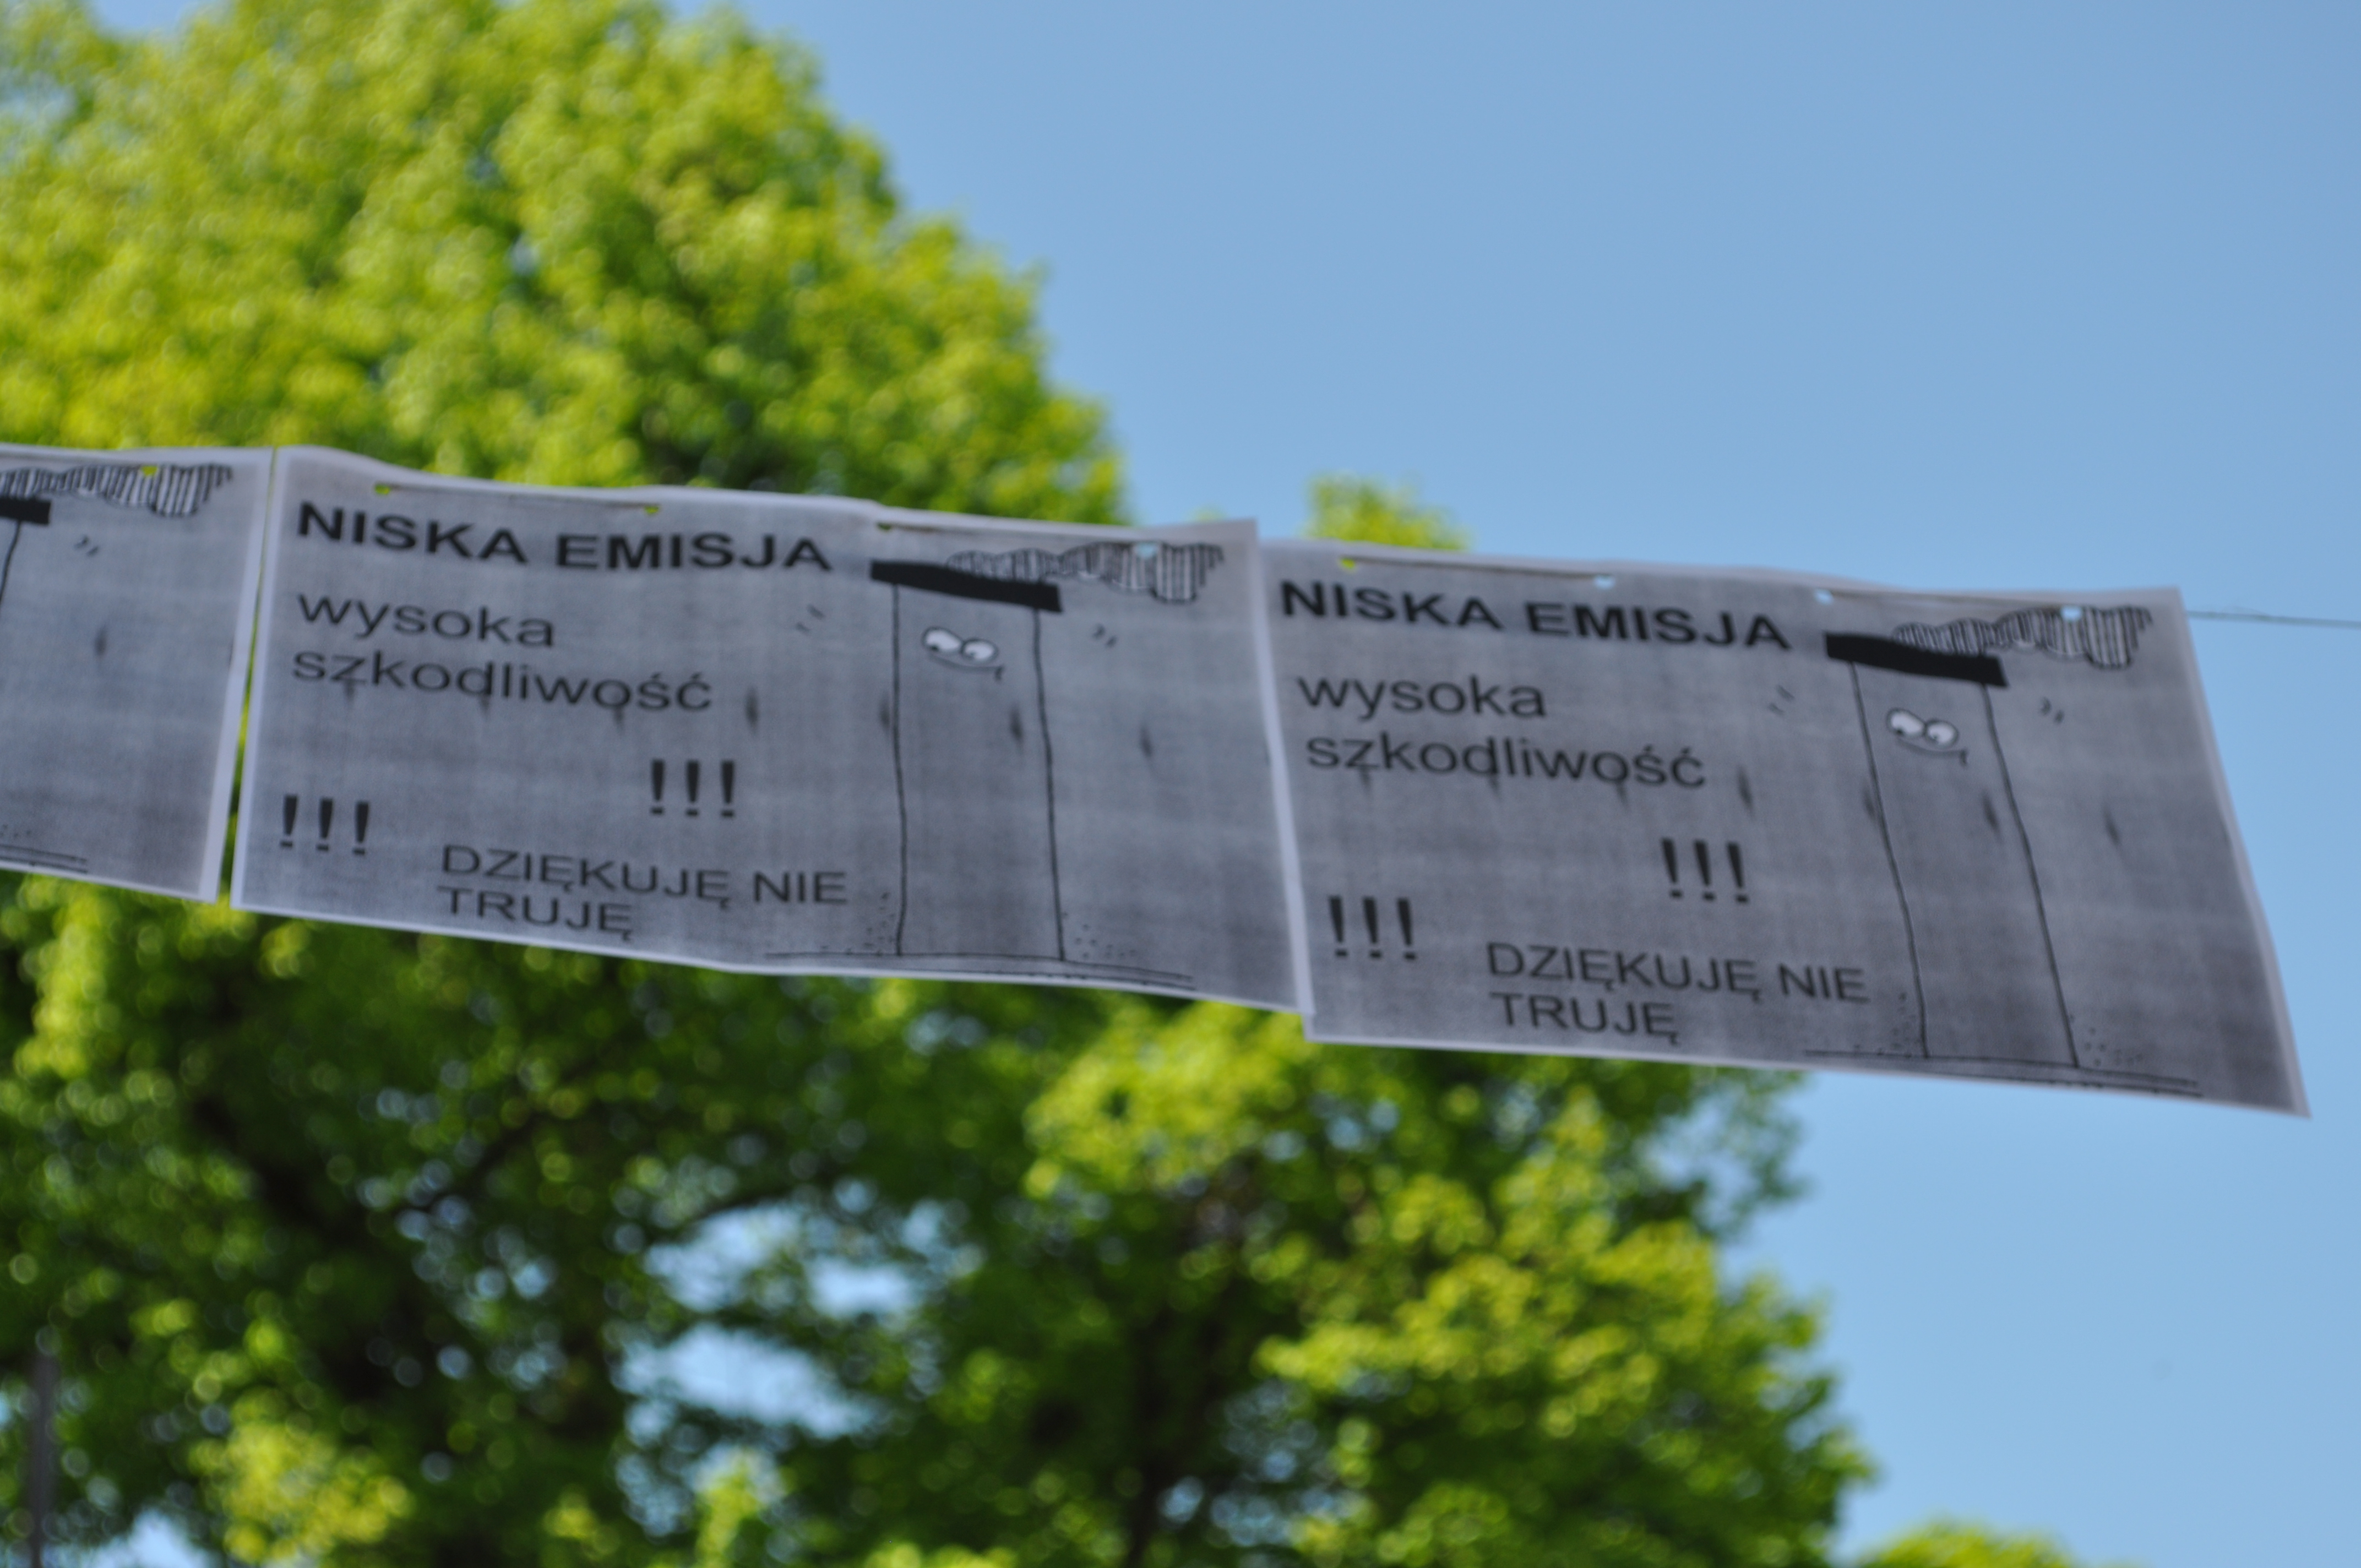 NISKA EMISJA
wysoka
szkodliwość
!!!
!!!
DZIĘKUJĘ NIE
TRUJĘ
NISKA EMISJA
wysoka
szkodliwość
!!!
!!!
DZIĘKUJĘ NIE
TRUJĘ